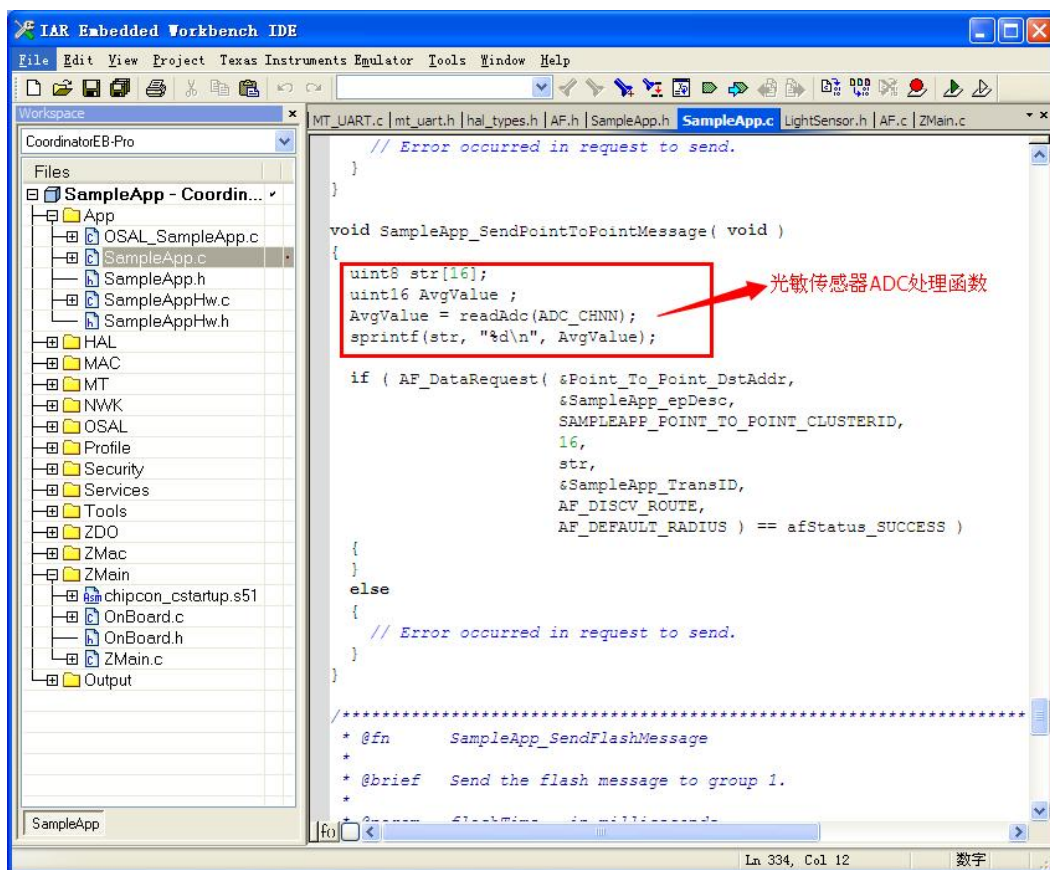 IAR Embedded Workbench IDE
File Edit View Project Texas Instruments Emulator Tools Window Help
Workspace
MT_UART.c | mt_uart.h | hal_types.h | AF.h | SampleApp.h SampleApp.c LightSensor.h | AF.c | ZMain.c
CoordinatorEB-Pro
Files
SampleApp - Coordin...
App
OSAL_SampleApp.c
SampleApp.c
SampleApp.h
SampleAppHw.c
SampleAppHw.h
HAL
MAC
MT
NWK
OSAL
Profile
Security
Services
Tools
ZDO
ZMac
ZMain
chipcon_cstartup.s51
OnBoard.c
OnBoard.h
ZMain.c
Output
SampleApp
// Error occurred in request to send.
}
}
void SampleApp_SendPointToPointMessage( void )
{
uint8 str[16];
uint16 AvgValue ;
AvgValue = readAdc(ADC_CHNN);
sprintf(str, "%d\n", AvgValue);
光敏传感器ADC处理函数
if ( AF_DataRequest( &Point_To_Point_DstAddr,
&SampleApp_epDesc,
SAMPLEAPP_POINT_TO_POINT_CLUSTERID,
16,
str,
&SampleApp_TransID,
AF_DISCV_ROUTE,
AF_DEFAULT_RADIUS ) == afStatus_SUCCESS )
{
}
else
{
// Error occurred in request to send.
}
}
/*********************************************************************
* @fn SampleApp_SendFlashMessage
*
* @brief Send the flash message to group 1.
*
fo
Ln 334, Col 12 数字